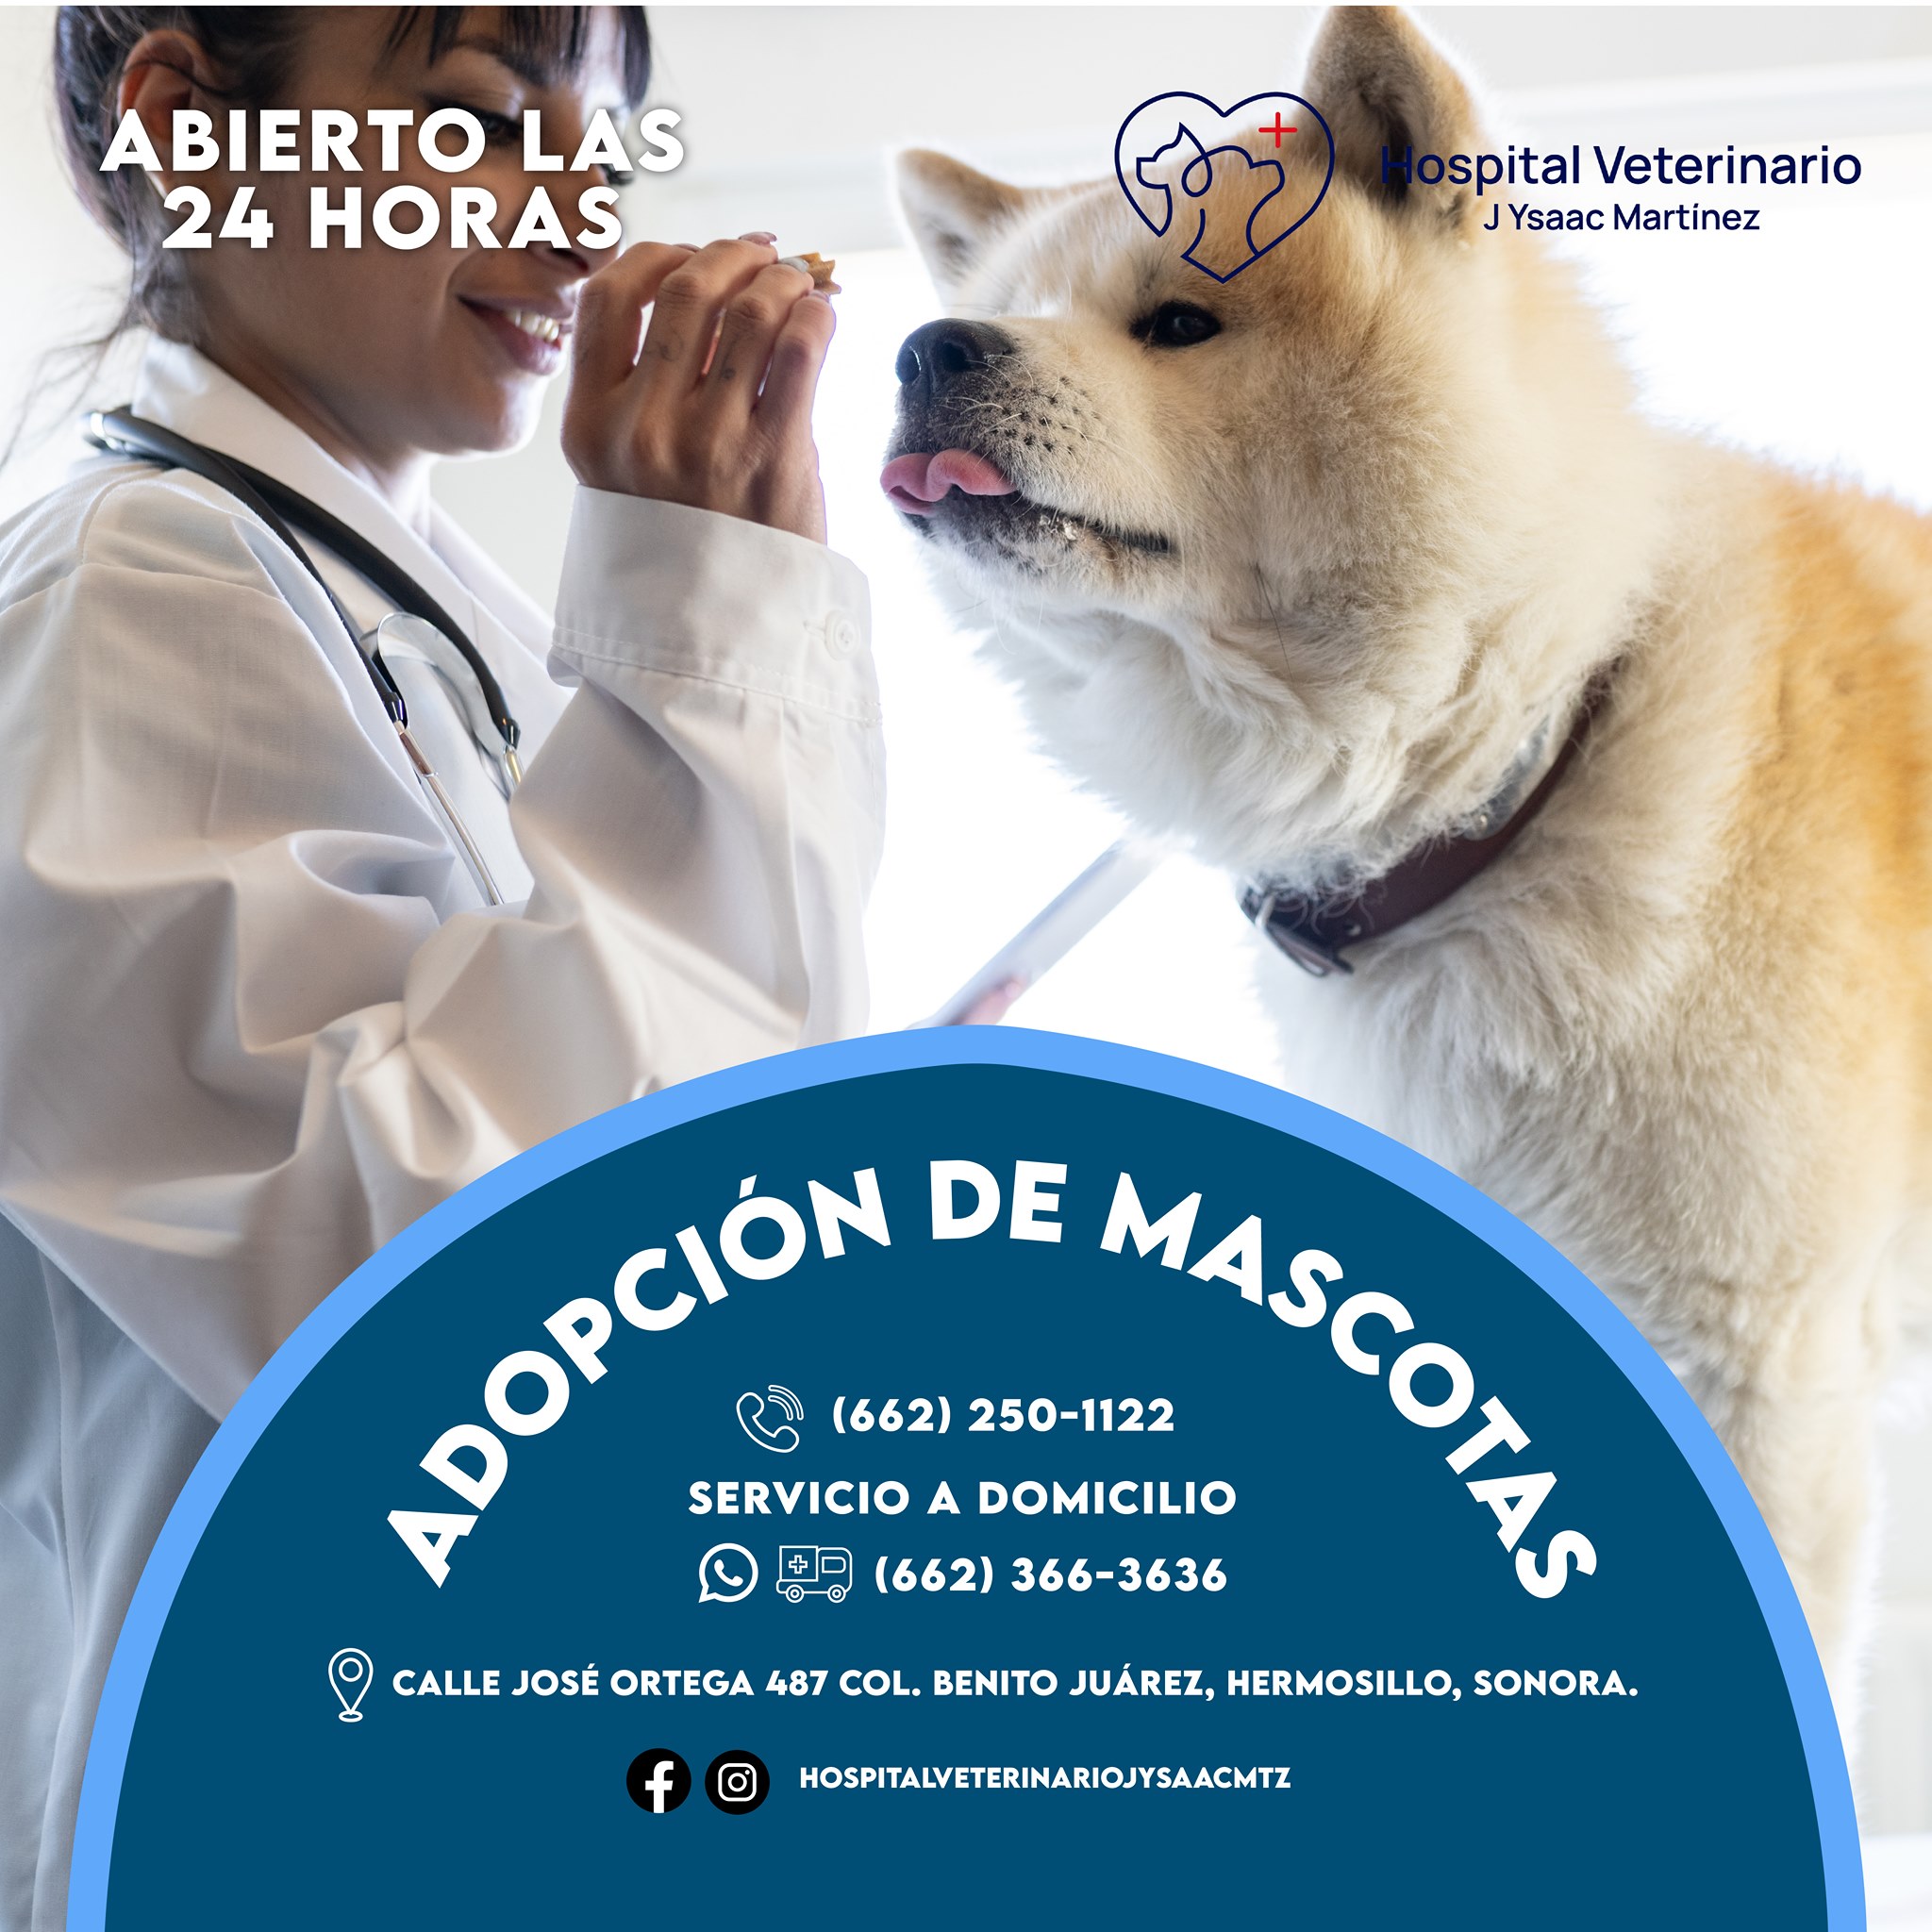 ABIERTO LAS
24 HORAS
Hospital Veterinario
J Ysaac Martínez
ADOPCIÓN DE MASCOTAS
(662) 250-1122
SERVICIO A DOMICILIO
(662) 366-3636
CALLE JOSÉ ORTEGA 487 COL. BENITO JUÁREZ, HERMOSILLO, SONORA.
HOSPITALVETERINARIOJYSAACMTZ